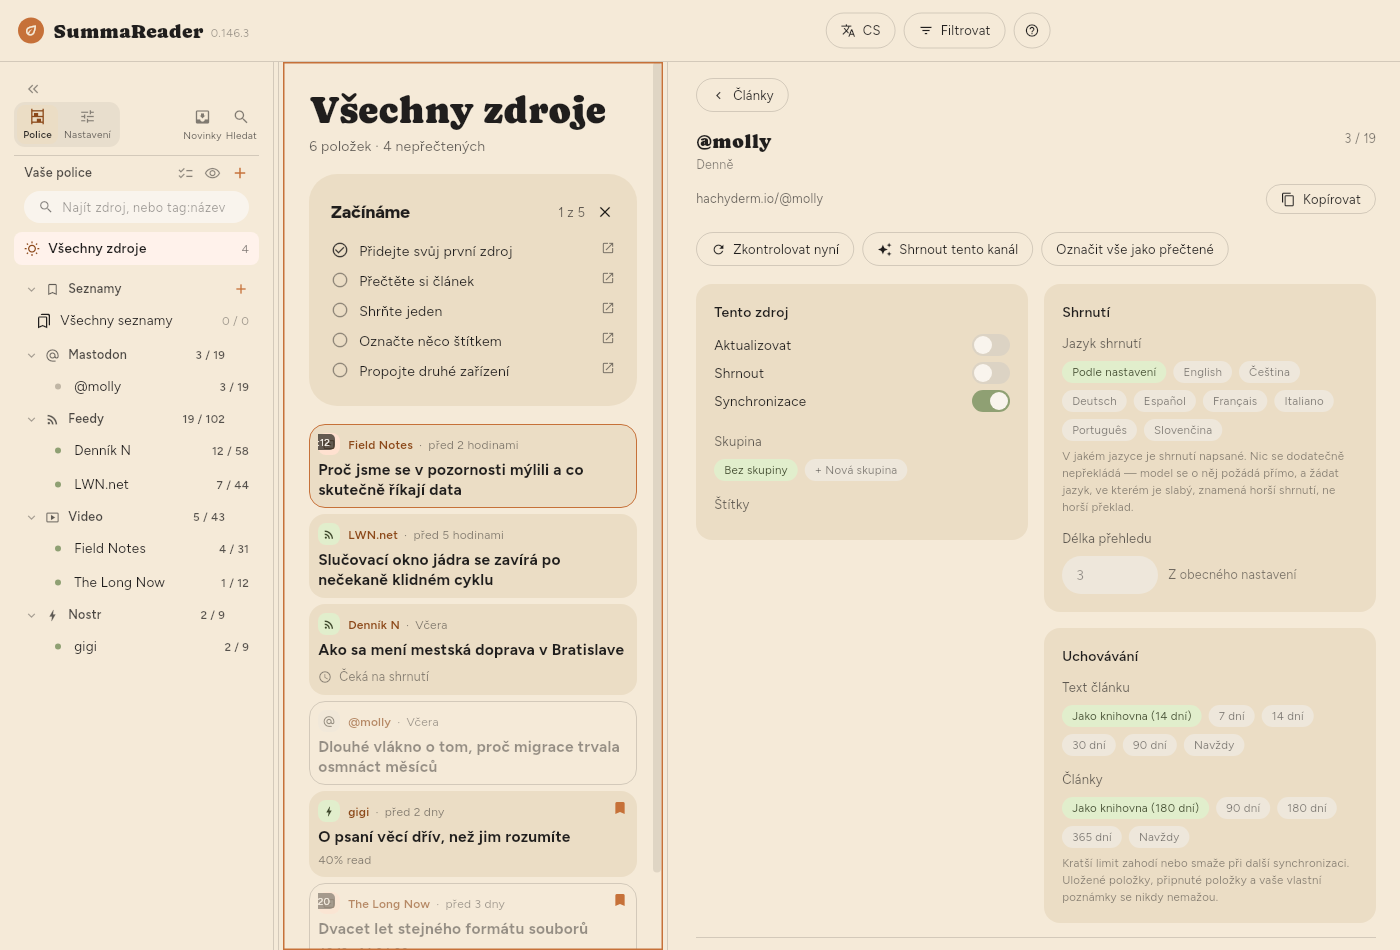 SummaReader 0.146.3
CS
Filtrovat
Police
Nastavení
Novinky
Hledat
Vaše police
Najít zdroj, nebo tag:název
Všechny zdroje 4
Seznamy
Všechny seznamy 0 / 0
Mastodon 3 / 19
@molly 3 / 19
Feedy 19 / 102
Denník N 12 / 58
LWN.net 7 / 44
Video 5 / 43
Field Notes 4 / 31
The Long Now 1 / 12
Nostr 2 / 9
gigi 2 / 9
Všechny zdroje
6 položek · 4 nepřečtených
Začínáme 1 z 5
Přidejte svůj první zdroj
Přečtěte si článek
Shrňte jeden
Označte něco štítkem
Propojte druhé zařízení
:12 Field Notes · před 2 hodinami
Proč jsme se v pozornosti mýlili a co
skutečně říkají data
LWN.net · před 5 hodinami
Slučovací okno jádra se zavírá po
nečekaně klidném cyklu
Denník N · Včera
Ako sa mení mestská doprava v Bratislave
Čeká na shrnutí
@molly · Včera
Dlouhé vlákno o tom, proč migrace trvala
osmnáct měsíců
gigi · před 2 dny
O psaní věcí dřív, než jim rozumíte
40% read
20 The Long Now · před 3 dny
Dvacet let stejného formátu souborů
Články
@molly 3 / 19
Denně
hachyderm.io/@molly
Kopírovat
Zkontrolovat nyní
Shrnout tento kanál
Označit vše jako přečtené
Tento zdroj
Aktualizovat
Shrnout
Synchronizace
Skupina
Bez skupiny
+ Nová skupina
Štítky
Shrnutí
Jazyk shrnutí
Podle nastavení English Čeština
Deutsch Español Français Italiano
Português Slovenčina
V jakém jazyce je shrnutí napsané. Nic se dodatečně
nepřekládá — model se o něj požádá přímo, a žádat
jazyk, ve kterém je slabý, znamená horší shrnutí, ne
horší překlad.
Délka přehledu
3 Z obecného nastavení
Uchovávání
Text článku
Jako knihovna (14 dní) 7 dní 14 dní
30 dní 90 dní Navždy
Články
Jako knihovna (180 dní) 90 dní 180 dní
365 dní Navždy
Kratší limit zahodí nebo smaže při další synchronizaci.
Uložené položky, připnuté položky a vaše vlastní
poznámky se nikdy nemažou.